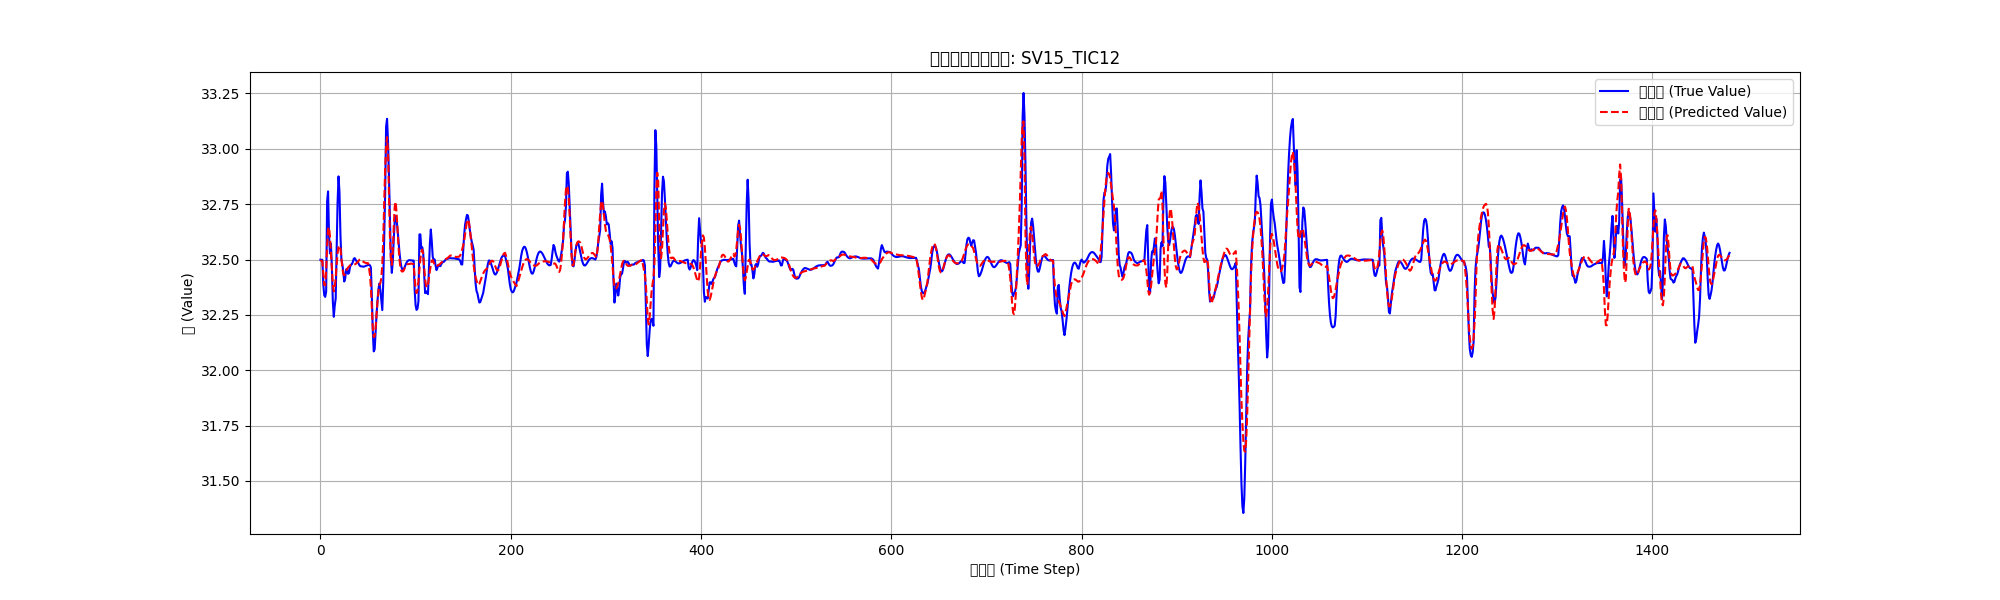 : SV15_TIC12
(True Value)
(Predicted Value)
(Value)
33.25
33.00
32.75
32.50
32.25
32.00
31.75
31.50
0 200 400 600 800 1000 1200 1400
(Time Step)